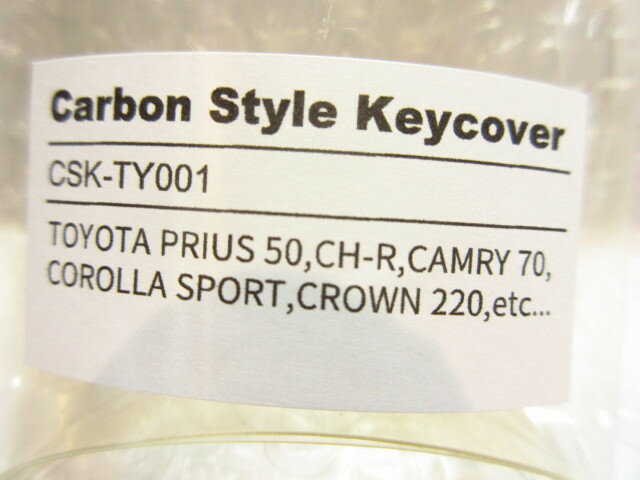 Carbon Style Keycover
CSK-TY001
TOYOTA PRIUS 50,CH-R,CAMRY 70,
COROLLA SPORT,CROWN 220,etc...